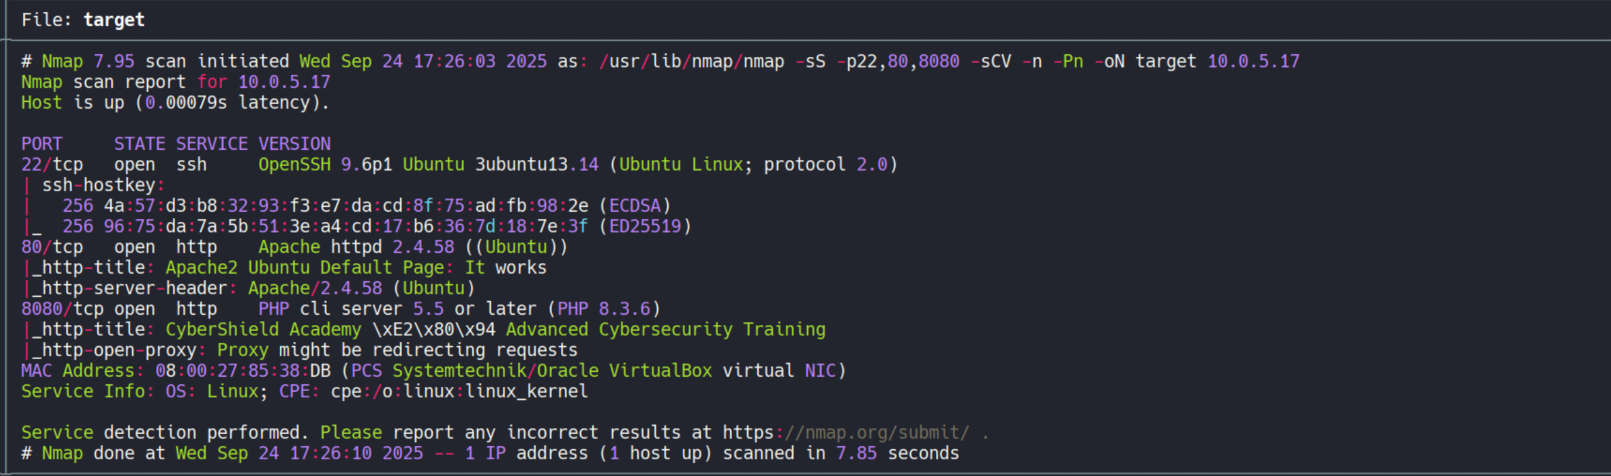 File: target
# Nmap 7.95 scan initiated Wed Sep 24 17:26:03 2025 as: /usr/lib/nmap/nmap -sS -p22,80,8080 -sCV -n -Pn -oN target 10.0.5.17
Nmap scan report for 10.0.5.17
Host is up (0.00079s latency).
PORT     STATE SERVICE VERSION
22/tcp   open  ssh     OpenSSH 9.6p1 Ubuntu 3ubuntu13.14 (Ubuntu Linux; protocol 2.0)
| ssh-hostkey:
|   256 4a:57:d3:b8:32:93:f3:e7:da:cd:8f:75:ad:fb:98:2e (ECDSA)
|_  256 96:75:da:7a:5b:51:3e:a4:cd:17:b6:36:7d:18:7e:3f (ED25519)
80/tcp   open  http    Apache httpd 2.4.58 ((Ubuntu))
|_http-title: Apache2 Ubuntu Default Page: It works
|_http-server-header: Apache/2.4.58 (Ubuntu)
8080/tcp open  http    PHP cli server 5.5 or later (PHP 8.3.6)
|_http-title: CyberShield Academy \xE2\x80\x94 Advanced Cybersecurity Training
|_http-open-proxy: Proxy might be redirecting requests
MAC Address: 08:00:27:85:38:DB (PCS Systemtechnik/Oracle VirtualBox virtual NIC)
Service Info: OS: Linux; CPE: cpe:/o:linux:linux_kernel
Service detection performed. Please report any incorrect results at https://nmap.org/submit/ .
# Nmap done at Wed Sep 24 17:26:10 2025 -- 1 IP address (1 host up) scanned in 7.85 seconds